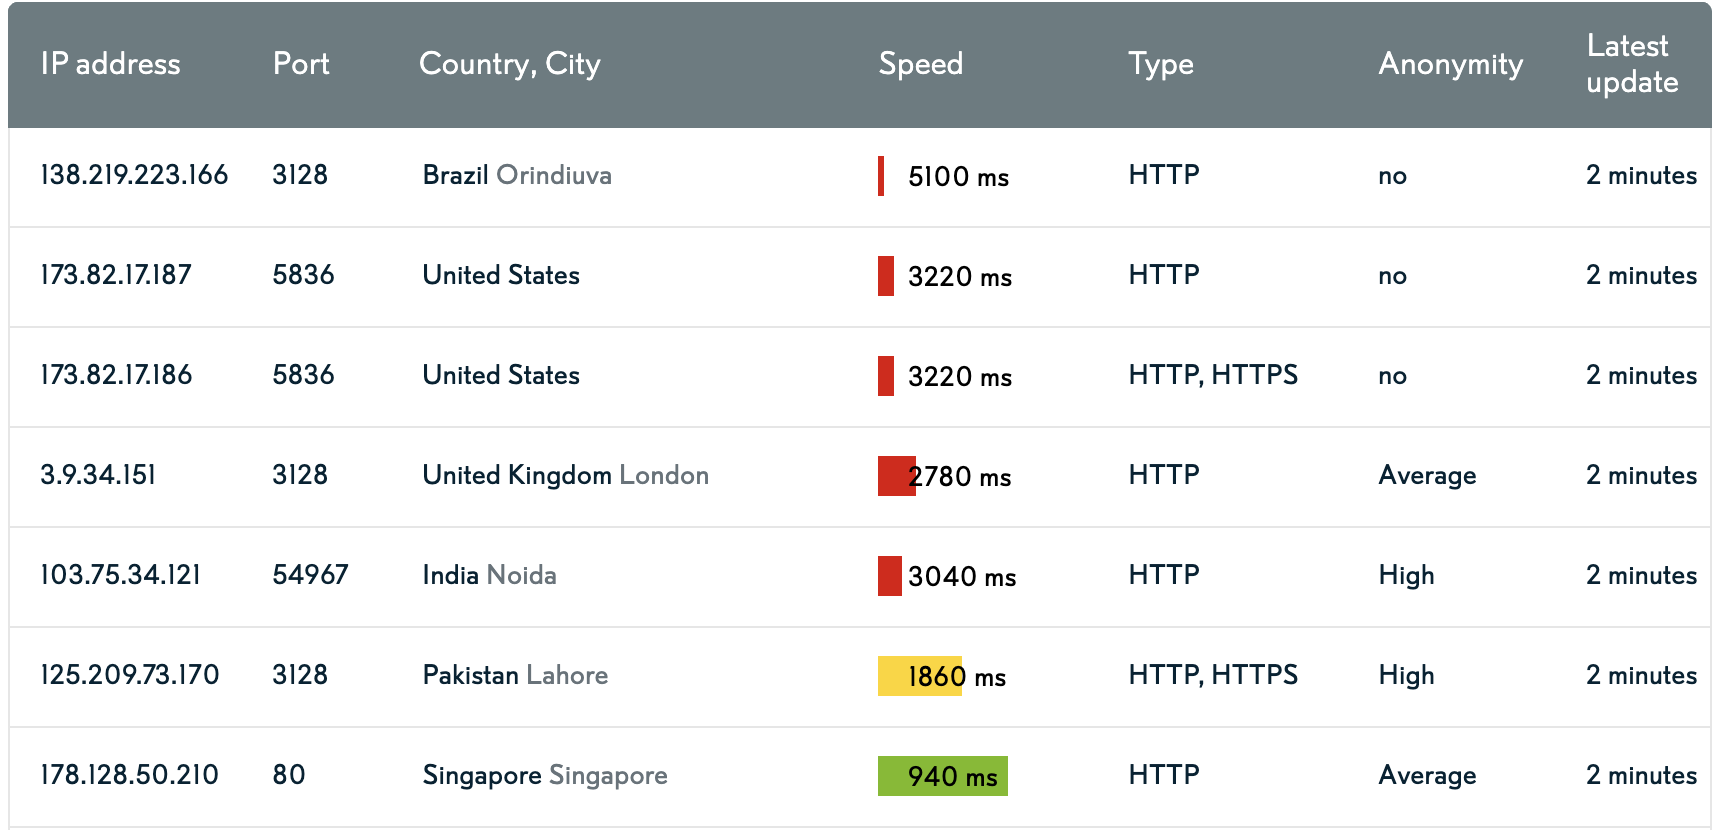 IP address Port Country, City Speed Type Anonymity Latest update
138.219.223.166 3128 Brazil Orindiuva 5100 ms HTTP no 2 minutes
173.82.17.187 5836 United States 3220 ms HTTP no 2 minutes
173.82.17.186 5836 United States 3220 ms HTTP, HTTPS no 2 minutes
3.9.34.151 3128 United Kingdom London 2780 ms HTTP Average 2 minutes
103.75.34.121 54967 India Noida 3040 ms HTTP High 2 minutes
125.209.73.170 3128 Pakistan Lahore 1860 ms HTTP, HTTPS High 2 minutes
178.128.50.210 80 Singapore Singapore 940 ms HTTP Average 2 minutes